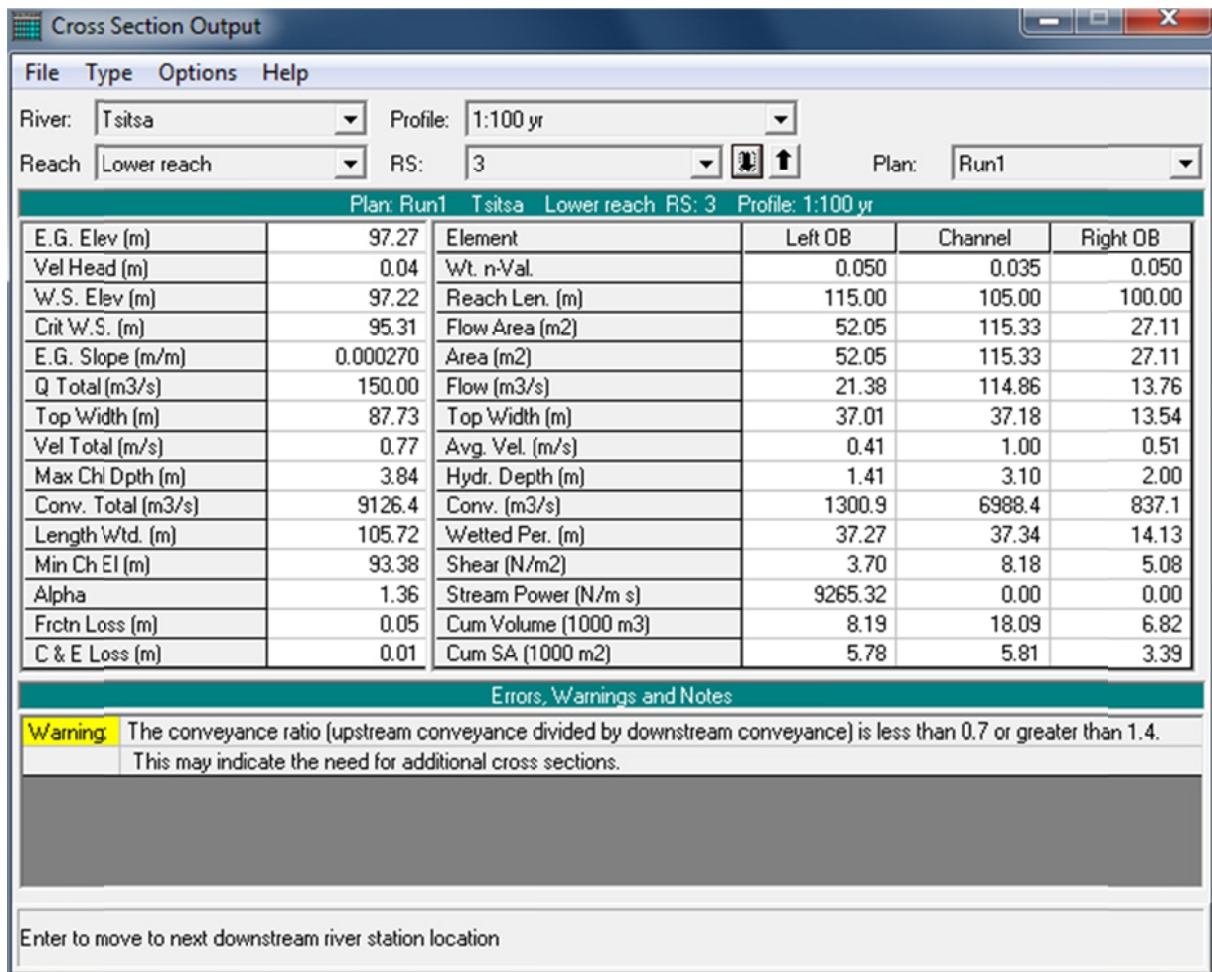 Cross Section Output
File Type Options Help
River: Tsitsa Profile: 1:100 yr
Reach Lower reach RS: 3 Plan: Run1
Plan: Run1 Tsitsa Lower reach RS: 3 Profile: 1:100 yr
E.G. Elev (m) 97.27 Element Left OB Channel Right OB
Vel Head (m) 0.04 Wt. n-Val. 0.050 0.035 0.050
W.S. Elev (m) 97.22 Reach Len. (m) 115.00 105.00 100.00
Crit W.S. (m) 95.31 Flow Area (m2) 52.05 115.33 27.11
E.G. Slope (m/m) 0.000270 Area (m2) 52.05 115.33 27.11
Q Total (m3/s) 150.00 Flow (m3/s) 21.38 114.86 13.76
Top Width (m) 87.73 Top Width (m) 37.01 37.18 13.54
Vel Total (m/s) 0.77 Avg. Vel. (m/s) 0.41 1.00 0.51
Max Chl Dpth (m) 3.84 Hydr. Depth (m) 1.41 3.10 2.00
Conv. Total (m3/s) 9126.4 Conv. (m3/s) 1300.9 6988.4 837.1
Length Wtd. (m) 105.72 Wetted Per. (m) 37.27 37.34 14.13
Min Ch El (m) 93.38 Shear (N/m2) 3.70 8.18 5.08
Alpha 1.36 Stream Power (N/m s) 9265.32 0.00 0.00
Frctn Loss (m) 0.05 Cum Volume (1000 m3) 8.19 18.09 6.82
C & E Loss (m) 0.01 Cum SA (1000 m2) 5.78 5.81 3.39
Errors, Warnings and Notes
Warning: The conveyance ratio (upstream conveyance divided by downstream conveyance) is less than 0.7 or greater than 1.4.
This may indicate the need for additional cross sections.
Enter to move to next downstream river station location